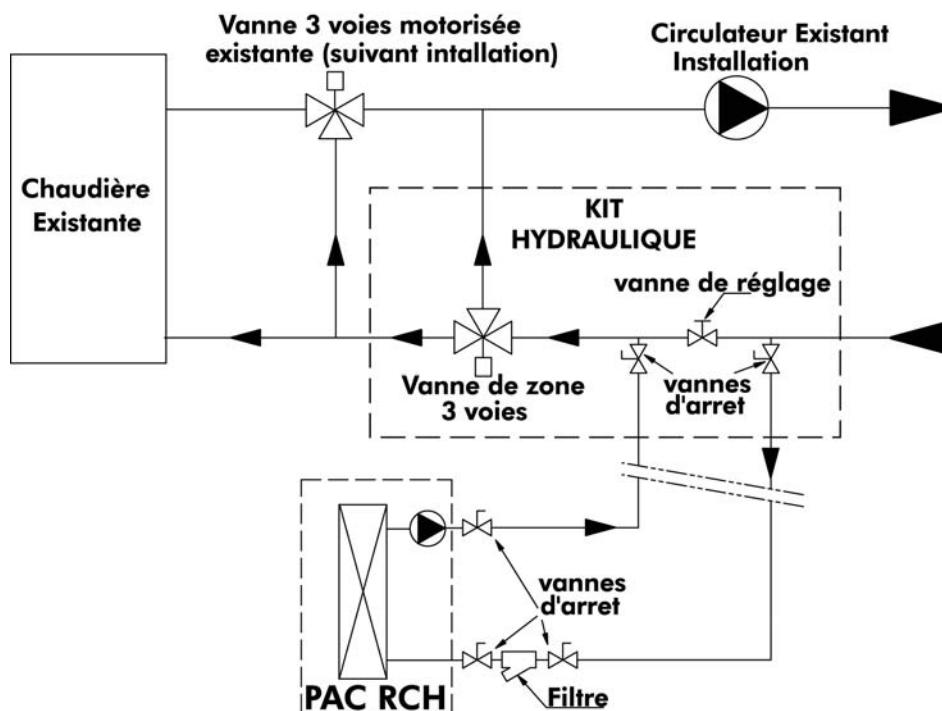 Vanne 3 voies motorisée
existante (suivant intallation)
Circulateur Existant
Installation
Chaudière
Existante
KIT
HYDRAULIQUE
vanne de réglage
Vanne de zone
3 voies
vannes
d'arret
vannes
d'arret
PAC RCH
Filtre